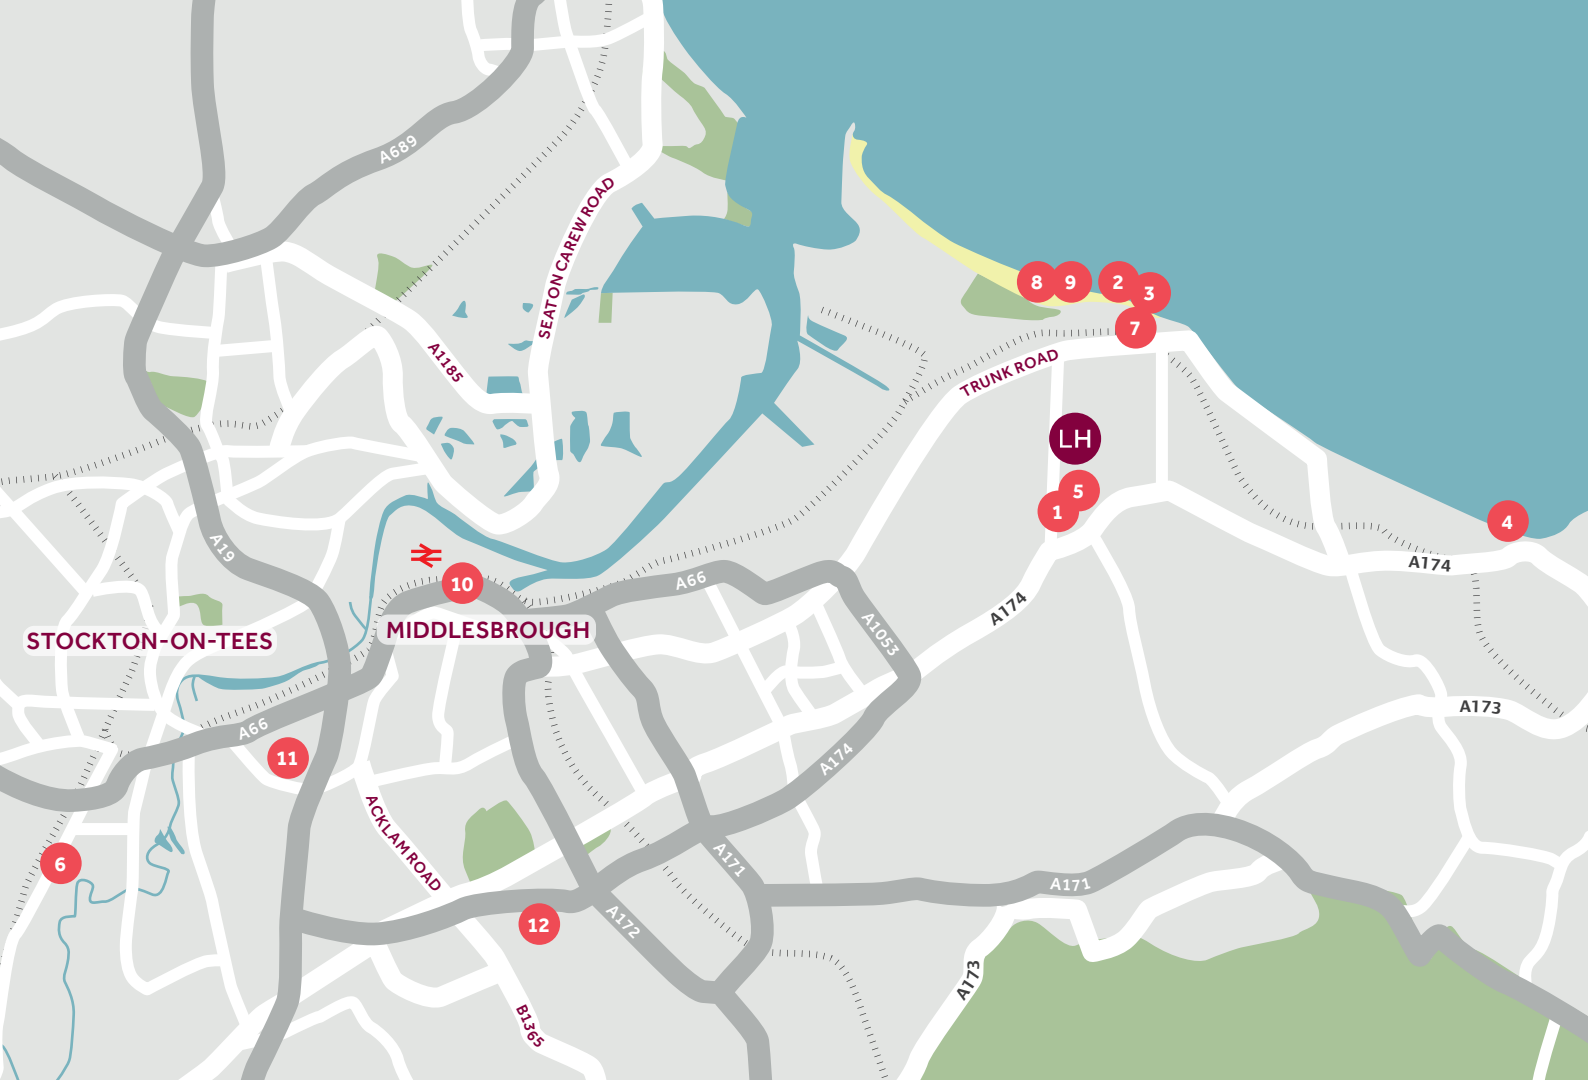 A689
SEATON CAREW ROAD
8
9
2
3
7
A1185
TRUNK ROAD
LH
5
1
4
A19
A174
10
A66
A174
STOCKTON-ON-TEES
MIDDLESBROUGH
A1053
A173
A66
11
A174
ACKLAM ROAD
6
A171
A171
12
A172
A173
B1365